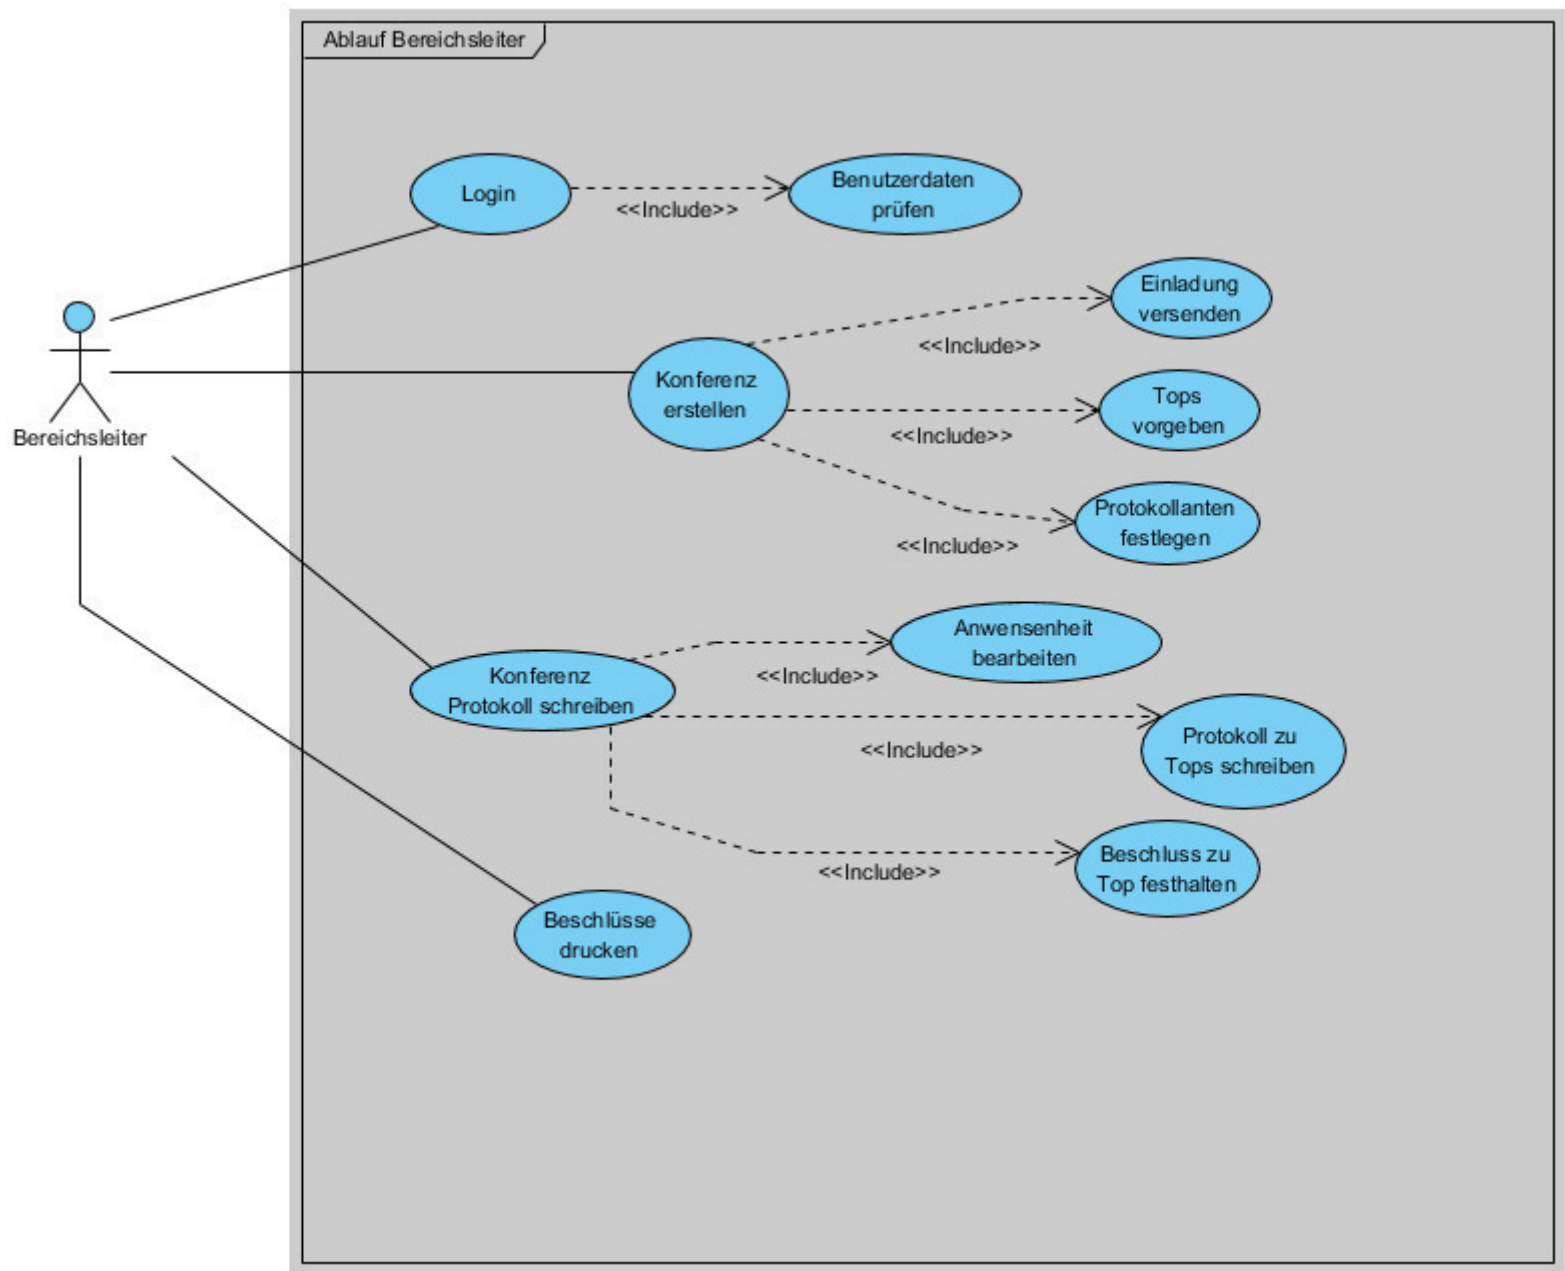 Ablauf Bereichsleiter
Login
<<Include>>
Benutzerdaten
prüfen
Einladung
versenden
<<Include>>
Konferenz
erstellen
Tops
vorgeben
<<Include>>
Bereichsleiter
Protokollanten
festlegen
<<Include>>
Anwensenheit
bearbeiten
<<Include>>
Konferenz
Protokoll schreiben
Protokoll zu
Tops schreiben
<<Include>>
Beschluss zu
Top festhalten
<<Include>>
Beschlüsse
drucken